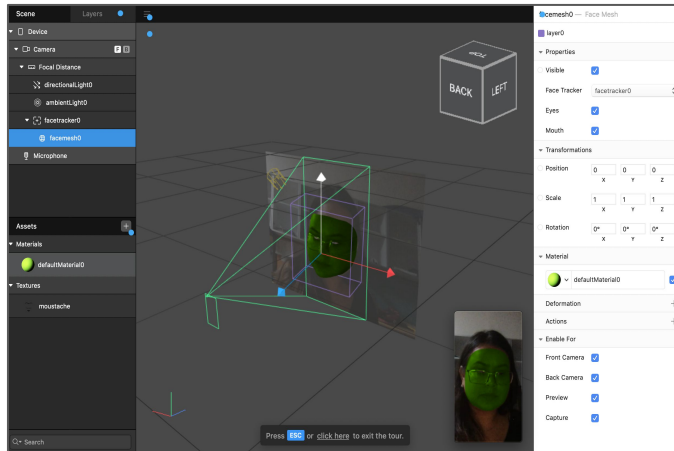 Scene
Layers
Device
Camera
F B
Focal Distance
directionalLight0
ambientLight0
facetracker0
facemesh0
Microphone
Assets
+
Materials
defaultMaterial0
Textures
moustache
Search
TOP
BACK
LEFT
Press ESC or click here to exit the tour.
facemesh0 — Face Mesh
layer0
Properties
Visible
Face Tracker facetracker0
Eyes
Mouth
Transformations
Position 0 0 0
X Y Z
Scale 1 1 1
X Y Z
Rotation 0° 0° 0°
X Y Z
Material
defaultMaterial0
Deformation +
Actions +
Enable For
Front Camera
Back Camera
Preview
Capture